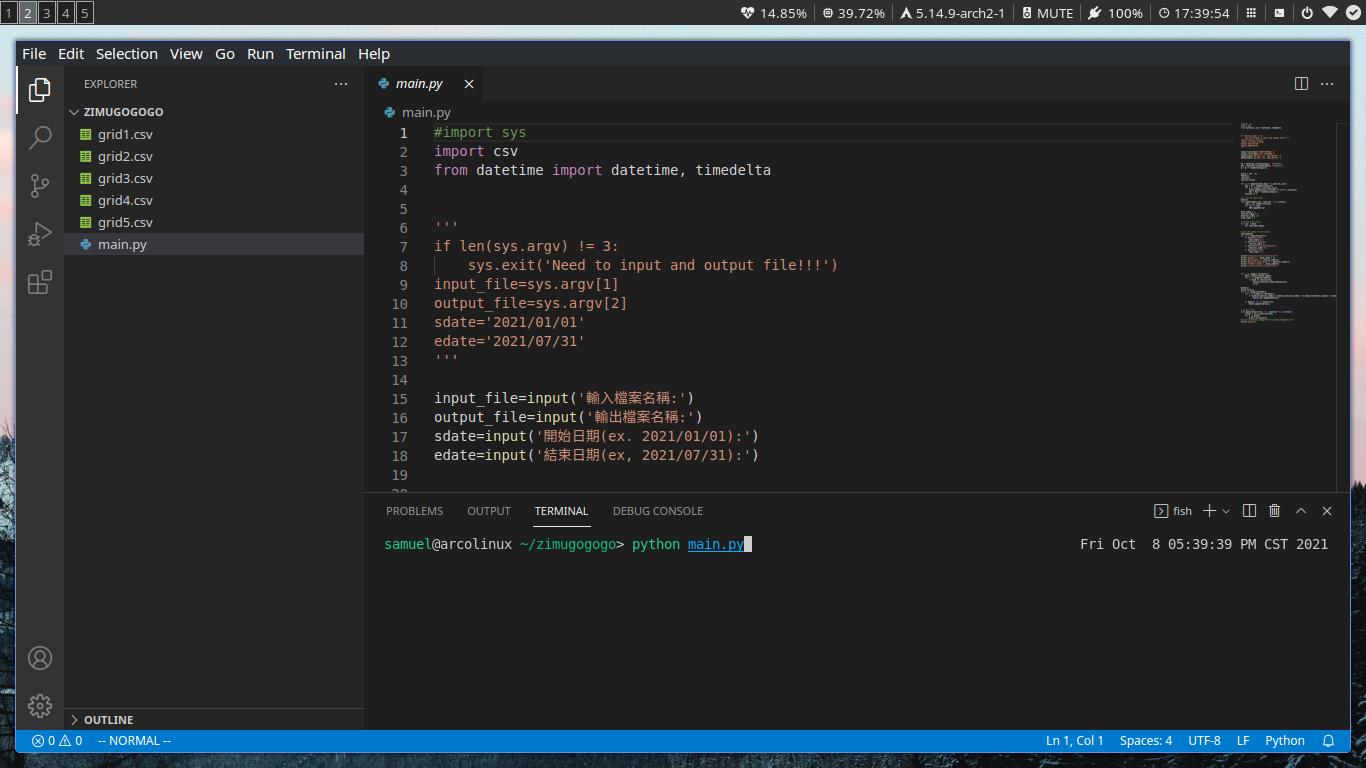 1 2 3 4 5 14.85% 39.72% 5.14.9-arch2-1 MUTE 100% 17:39:54
File Edit Selection View Go Run Terminal Help
EXPLORER
ZIMUGOGOGO
grid1.csv
grid2.csv
grid3.csv
grid4.csv
grid5.csv
main.py
OUTLINE
main.py
main.py
1 #import sys
2 import csv
3 from datetime import datetime, timedelta
4
5
6 '''
7 if len(sys.argv) != 3:
8     sys.exit('Need to input and output file!!!')
9 input_file=sys.argv[1]
10 output_file=sys.argv[2]
11 sdate='2021/01/01'
12 edate='2021/07/31'
13 '''
14
15 input_file=input('輸入檔案名稱:')
16 output_file=input('輸出檔案名稱:')
17 sdate=input('開始日期(ex. 2021/01/01):')
18 edate=input('結束日期(ex, 2021/07/31):')
19
PROBLEMS OUTPUT TERMINAL DEBUG CONSOLE fish
samuel@arcolinux ~/zimugogogo> python main.py Fri Oct  8 05:39:39 PM CST 2021
0 0 -- NORMAL -- Ln 1, Col 1 Spaces: 4 UTF-8 LF Python